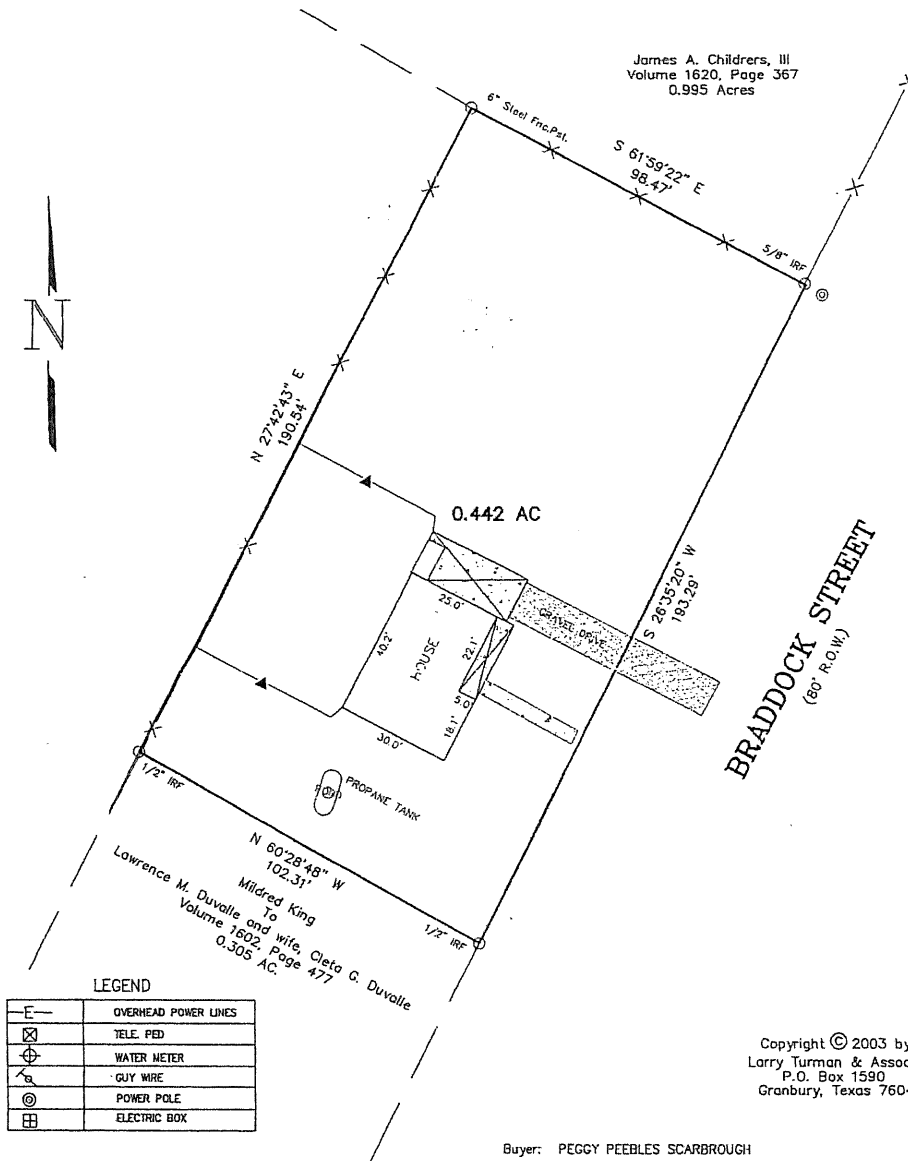 James A. Childrers, III
Volume 1620, Page 367
0.995 Acres
6" Steel Fnc.Pst.
S 61°59'22" E
98.47'
5/8" IRF
N
N 27°42'43" E
190.54'
0.442 AC
S 26°35'20" W
193.29'
BRADDOCK STREET
(80' R.O.W.)
GRAVEL DRIVE
25.0'
40.2'
HOUSE
22.1'
5.0'
18.1'
30.0'
PROPANE TANK
1/2" IRF
N 60°28'48" W
102.31'
1/2" IRF
Mildred King
To
Lawrence M. Duvalle and wife, Cleta G. Duvalle
Volume 1602, Page 477
0.305 AC.
LEGEND
E OVERHEAD POWER LINES
TELE. PED
WATER METER
GUY WIRE
POWER POLE
ELECTRIC BOX
Copyright © 2003 by
Larry Turman & Assoc
P.O. Box 1590
Granbury, Texas 7604
Buyer: PEGGY PEEBLES SCARBROUGH